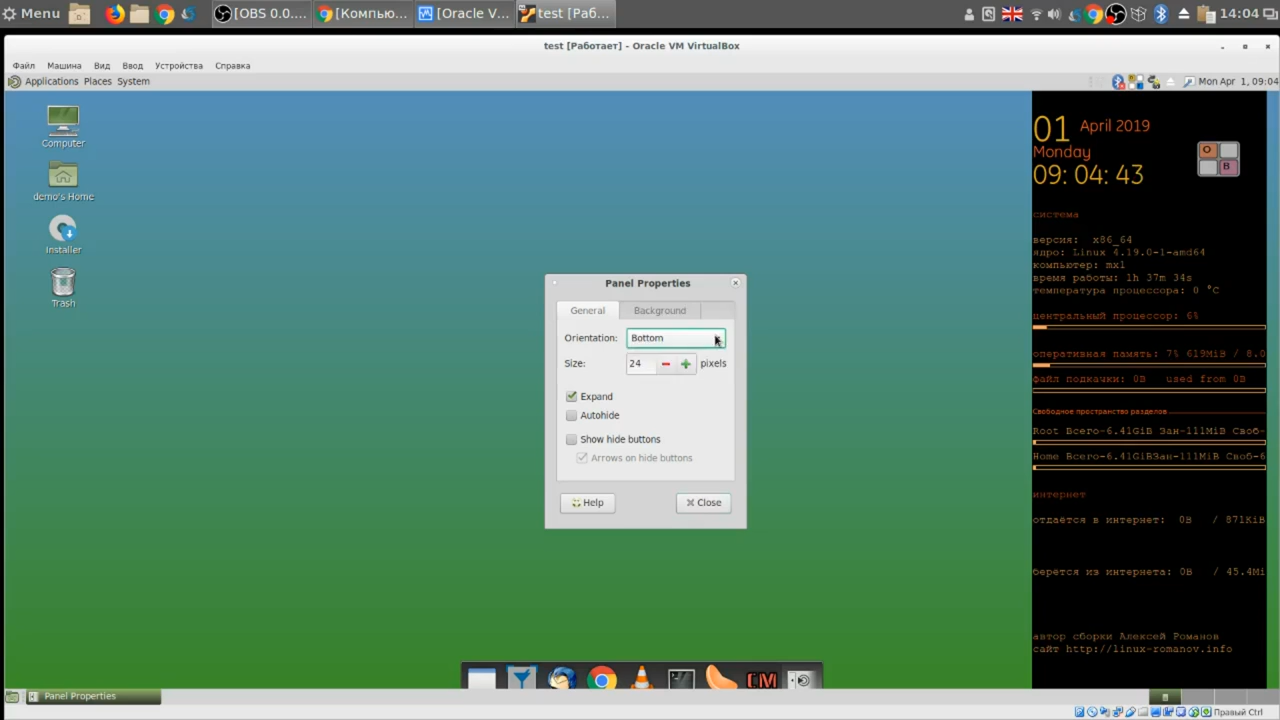 Menu
[OBS 0.0....
[Компью...
[Oracle V...
test [Раб...
14:04
test [Работает] - Oracle VM VirtualBox
Файл Машина Вид Ввод Устройства Справка
Applications Places System
Mon Apr 1, 09:04
Computer
demo's Home
Installer
Trash
01 April 2019
Monday
09: 04: 43
O
B
система
версия: x86_64
ядро: Linux 4.19.0-1-amd64
компьютер: mx1
время работы: 1h 37m 34s
температура процессора: 0 °C
центральный процессор: 6%
оперативная память: 7% 619MiB / 8.0
файл подкачки: 0B used from 0B
Свободное пространство разделов
Root Всего-6.41GiB Зан-111MiB Своб-
Home Всего-6.41GiBЗан-111MiB Своб-6
интернет
отдаётся в интернет: 0B / 871KiB
берётся из интернета: 0B / 45.4Mi
автор сборки Алексей Романов
сайт http://linux-romanov.info
Panel Properties
General Background
Orientation: Bottom
Size: 24 pixels
Expand
Autohide
Show hide buttons
Arrows on hide buttons
Help Close
Panel Properties
Правый Ctrl